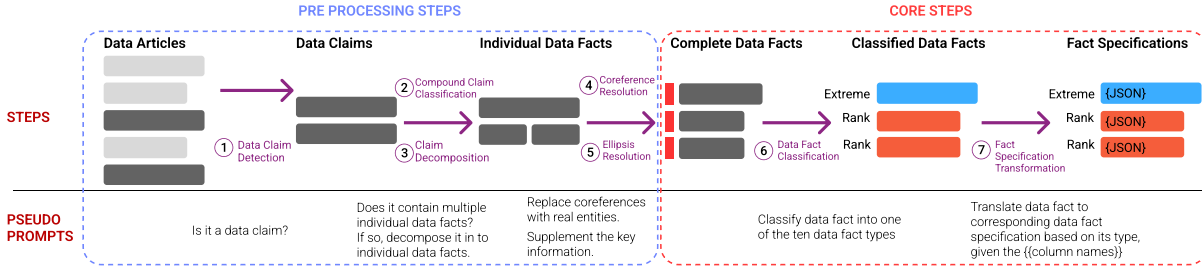 PRE PROCESSING STEPS
CORE STEPS
Data Articles
Data Claims
Individual Data Facts
Complete Data Facts
Classified Data Facts
Fact Specifications
STEPS
1 Data Claim
Detection
2 Compound Claim
Classification
3 Claim
Decomposition
4 Coreference
Resolution
5 Ellipsis
Resolution
6 Data Fact
Classification
Extreme
Rank
Rank
7 Fact
Specification
Transformation
Extreme {JSON}
Rank {JSON}
Rank {JSON}
PSEUDO
PROMPTS
Is it a data claim?
Does it contain multiple
individual data facts?
If so, decompose it in to
individual data facts.
Replace coreferences
with real entities.
Supplement the key
information.
Classify data fact into one
of the ten data fact types
Translate data fact to
corresponding data fact
specification based on its type,
given the {{column names}}